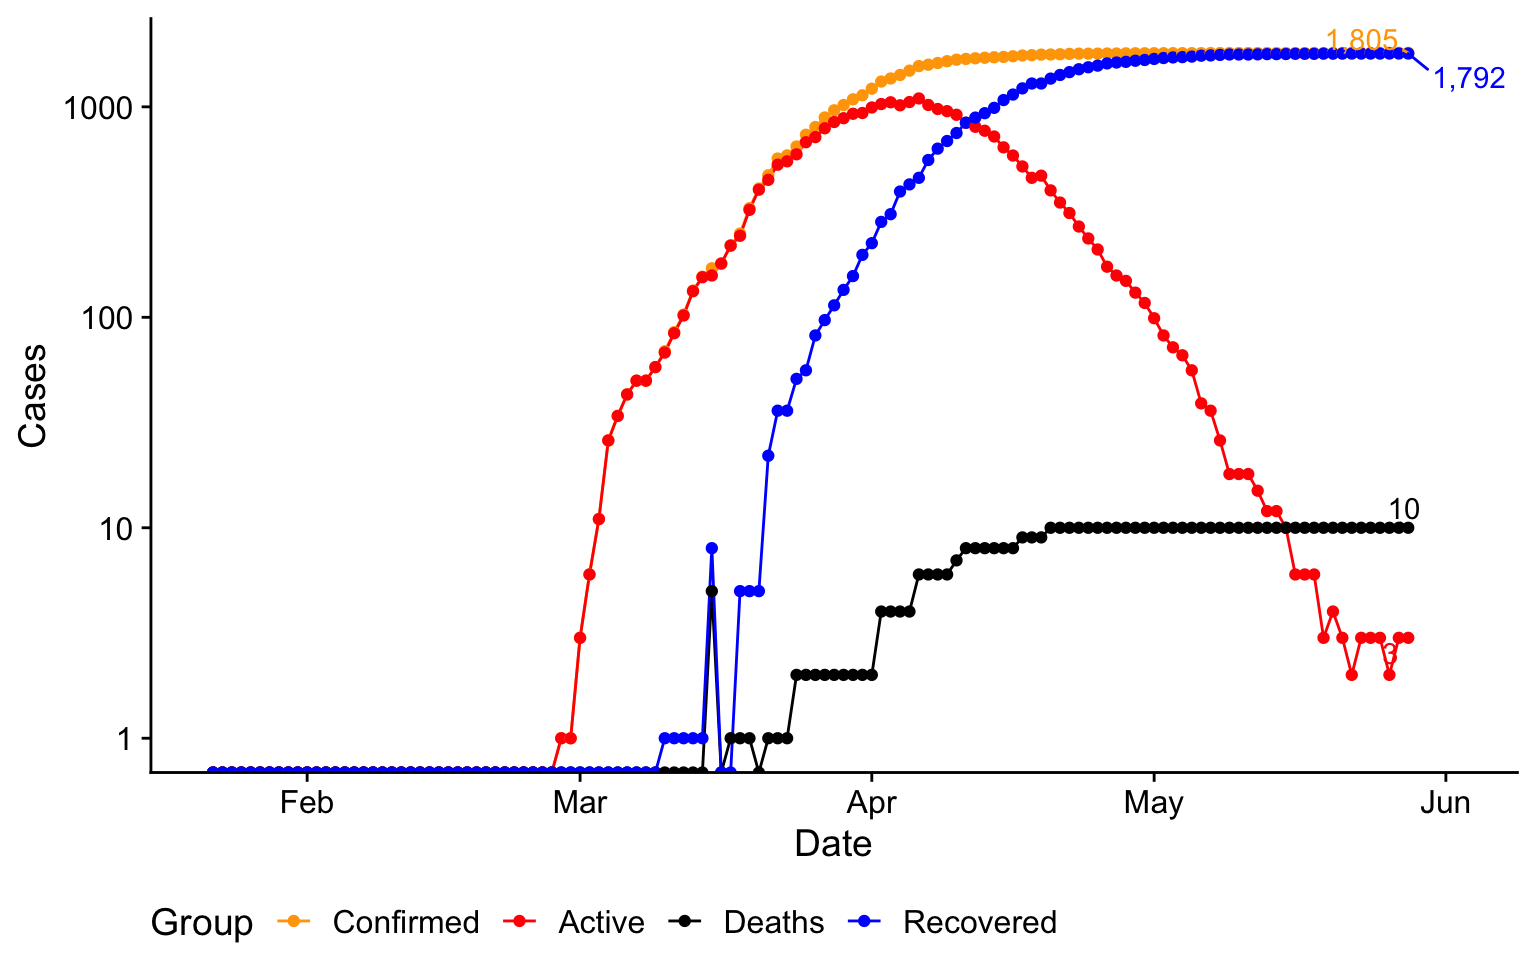 1,805
1,792
1000
100
10
10
3
1
Cases
Feb Mar Apr May Jun
Date
Group Confirmed Active Deaths Recovered